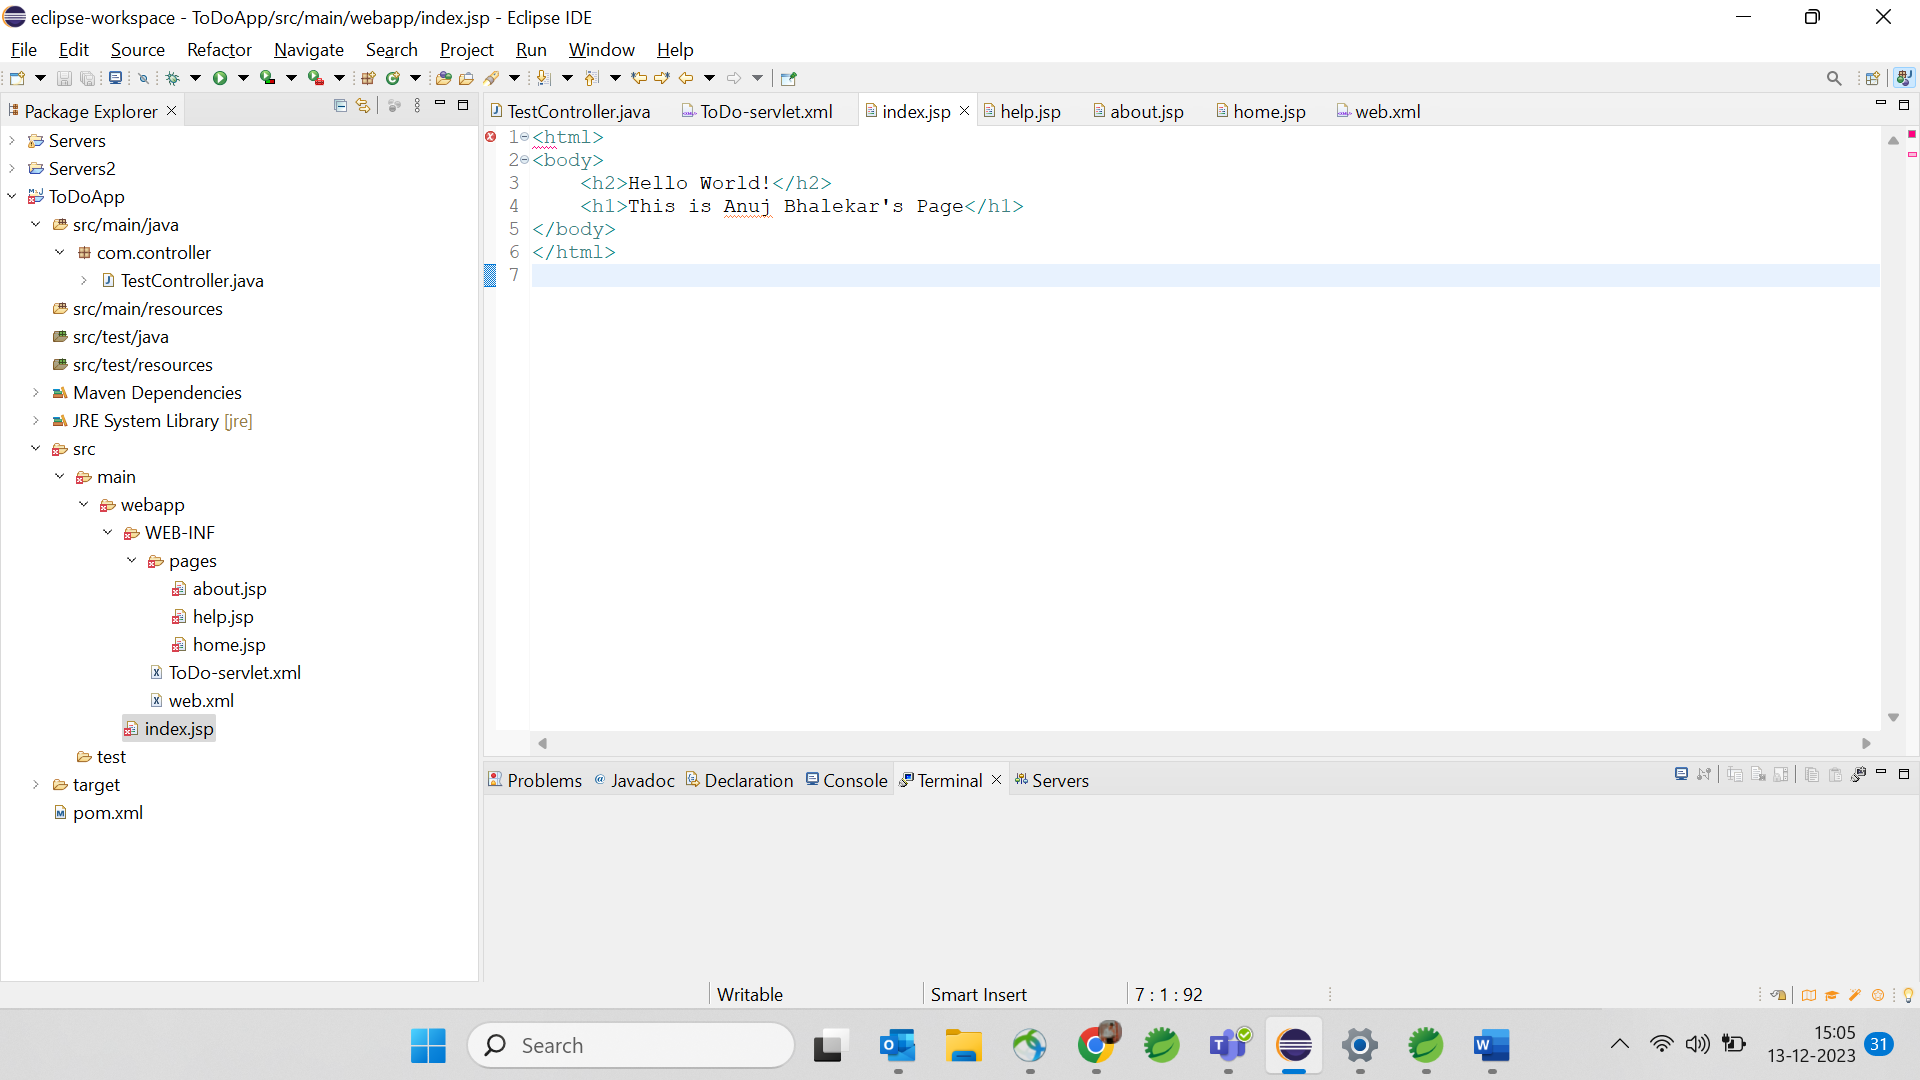 eclipse-workspace - ToDoApp/src/main/webapp/index.jsp - Eclipse IDE
File Edit Source Refactor Navigate Search Project Run Window Help
Package Explorer
Servers
Servers2
ToDoApp
src/main/java
com.controller
TestController.java
src/main/resources
src/test/java
src/test/resources
Maven Dependencies
JRE System Library [jre]
src
main
webapp
WEB-INF
pages
about.jsp
help.jsp
home.jsp
ToDo-servlet.xml
web.xml
index.jsp
test
target
pom.xml
TestController.java ToDo-servlet.xml index.jsp help.jsp about.jsp home.jsp web.xml
1 <html>
2 <body>
3 <h2>Hello World!</h2>
4 <h1>This is Anuj Bhalekar's Page</h1>
5 </body>
6 </html>
7
Problems Javadoc Declaration Console Terminal Servers
Writable Smart Insert 7 : 1 : 92
Search
15:05
13-12-2023 31